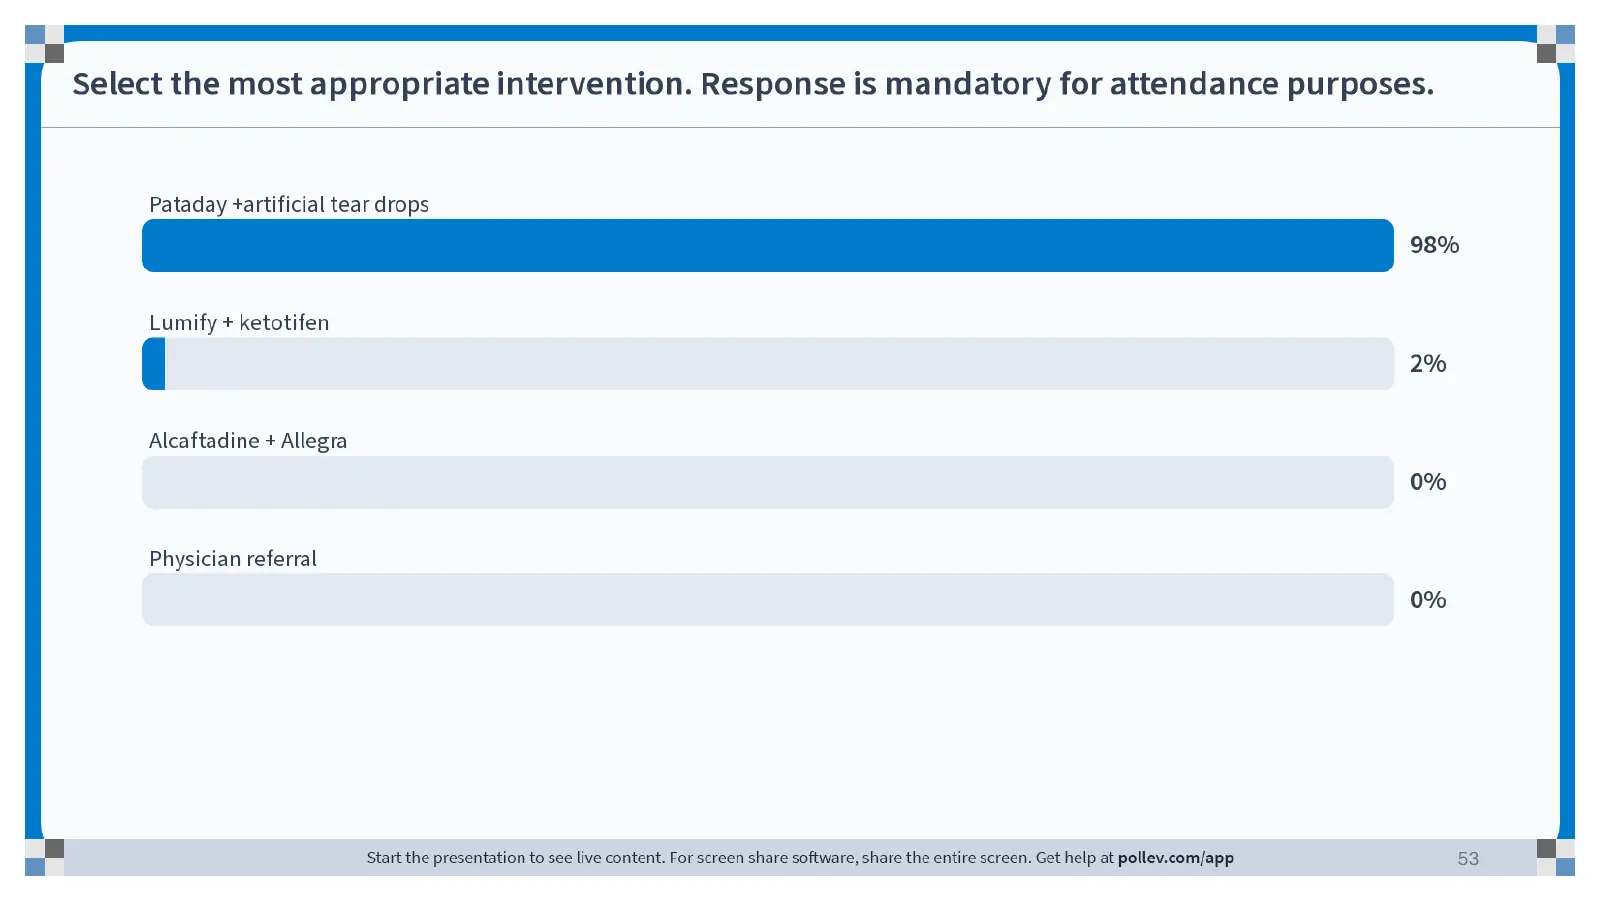 Select the most appropriate intervention. Response is mandatory for attendance purposes.
Pataday +artificial tear drops
98%
Lumify + ketotifen
2%
Alcaftadine + Allegra
0%
Physician referral
0%
Start the presentation to see live content. For screen share software, share the entire screen. Get help at pollev.com/app
53